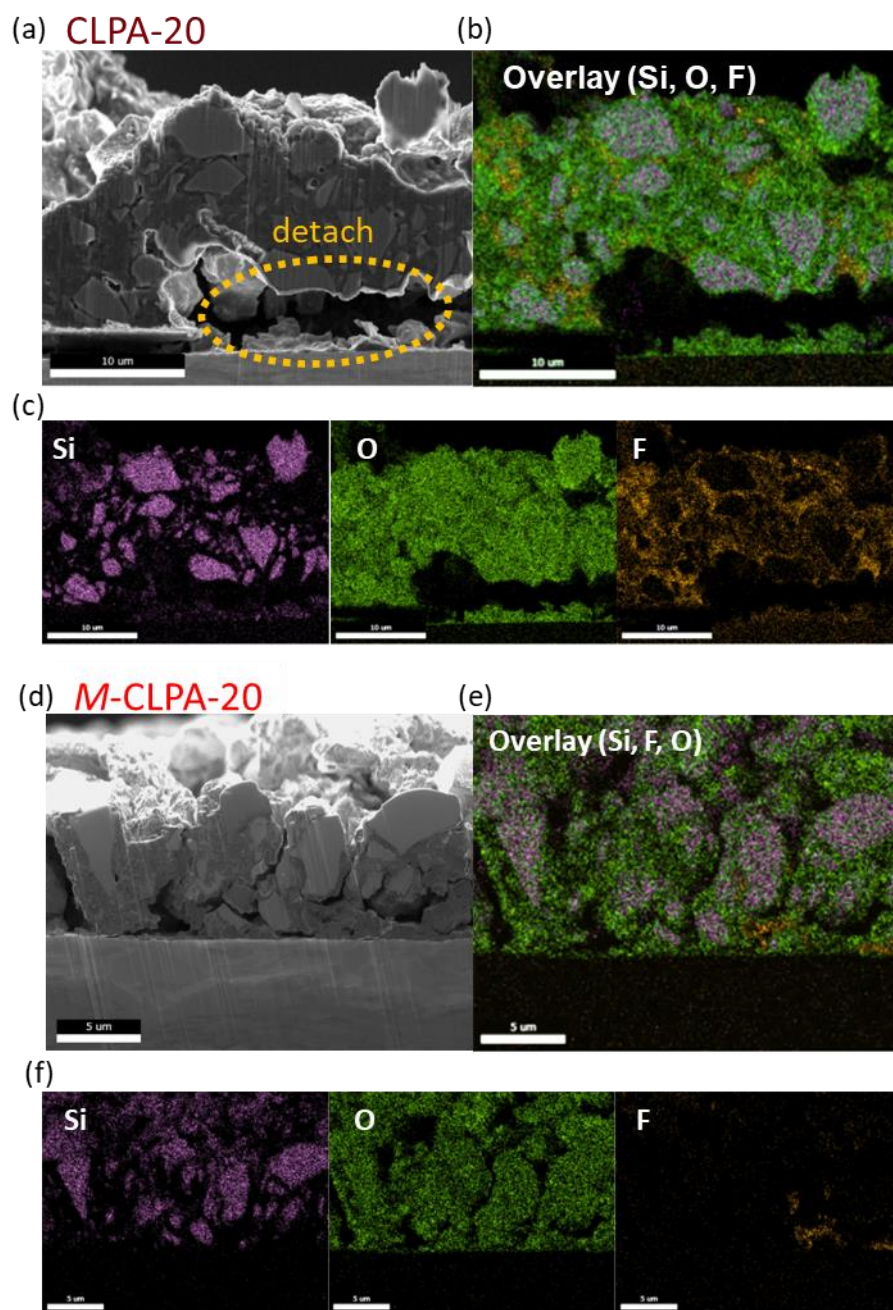 (a) CLPA-20
(b)
Overlay (Si, O, F)
detach
10 um
10 um
(c)
Si
O
F
10 um
10 um
10 um
(d) M-CLPA-20
(e)
Overlay (Si, F, O)
5 um
5 um
(f)
Si
O
F
5 um
5 um
5 um